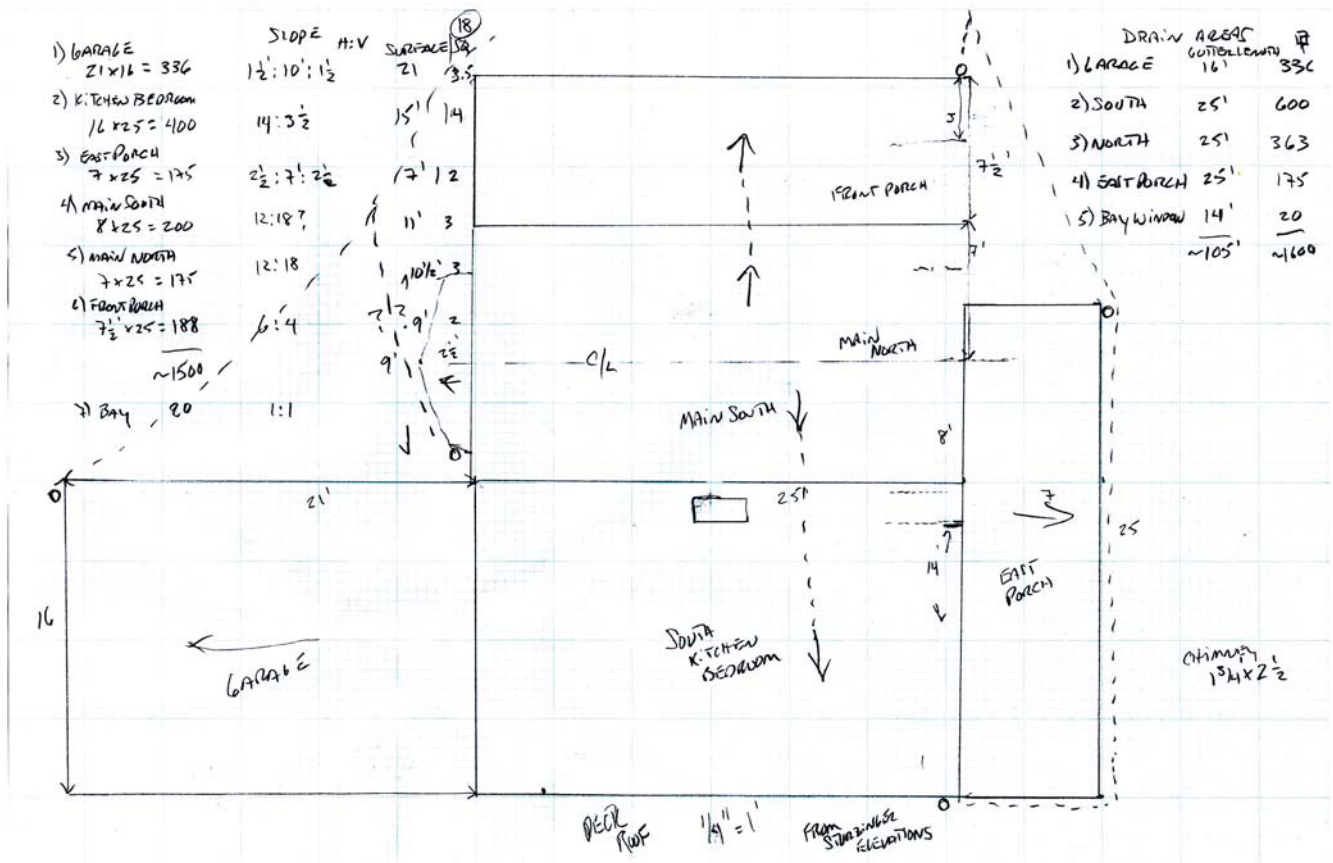 SLOPE H:V SURFACE SQ
18
1) GARAGE
21x16 = 336 1½':10':1½' 21 3.5
2) KITCHEN BEDROOM
16x25 = 400 14:3½ 15' 14
3) EAST PORCH
7x25 = 175 2½:7':2½ 7' 2
4) MAIN SOUTH
8x25 = 200 12:18? 11' 3
5) MAIN NORTH
7x25 = 175 12:18 10½' 3
6) FRONT PORCH
7½'x25 = 188 6:4 9' 2
~1500
7) BAY 20 1:1
9'
2½'
DRAIN AREAS
GUTTER LENGTH
1) GARAGE 16' 336
2) SOUTH 25' 600
3) NORTH 25' 363
4) EAST PORCH 25' 175
5) BAY WINDOW 14' 20
~105' ~1600
3
7½'
FRONT PORCH
7'
MAIN NORTH
C/L
MAIN SOUTH
8'
21'
25'
7
25
14
EAST PORCH
16
GARAGE
SOUTH
KITCHEN
BEDROOM
CHIMNEY
1¾x2½
DECK
ROOF
1/4" = 1'
FROM
ELEVATIONS